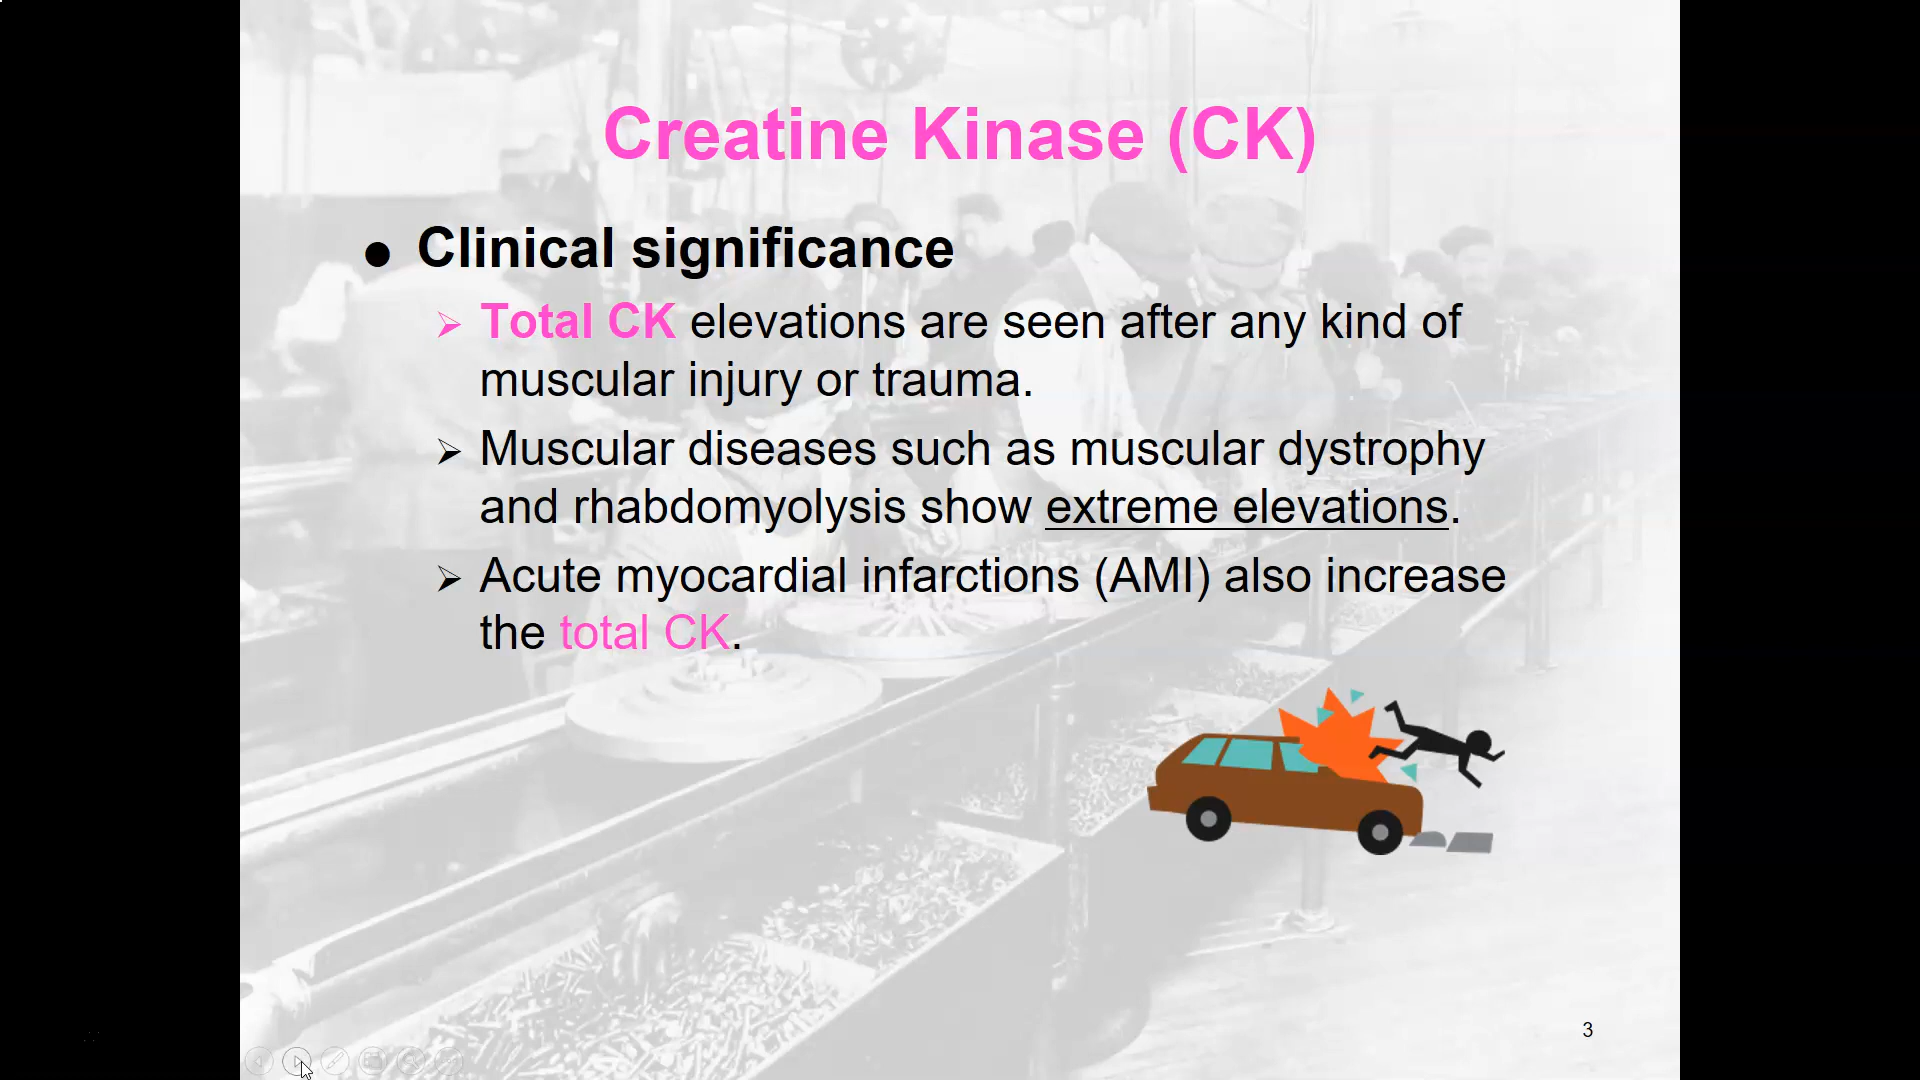 Creatine Kinase (CK)
● Clinical significance
➢ Total CK elevations are seen after any kind of
muscular injury or trauma.
➢ Muscular diseases such as muscular dystrophy
and rhabdomyolysis show extreme elevations.
➢ Acute myocardial infarctions (AMI) also increase
the total CK.
3